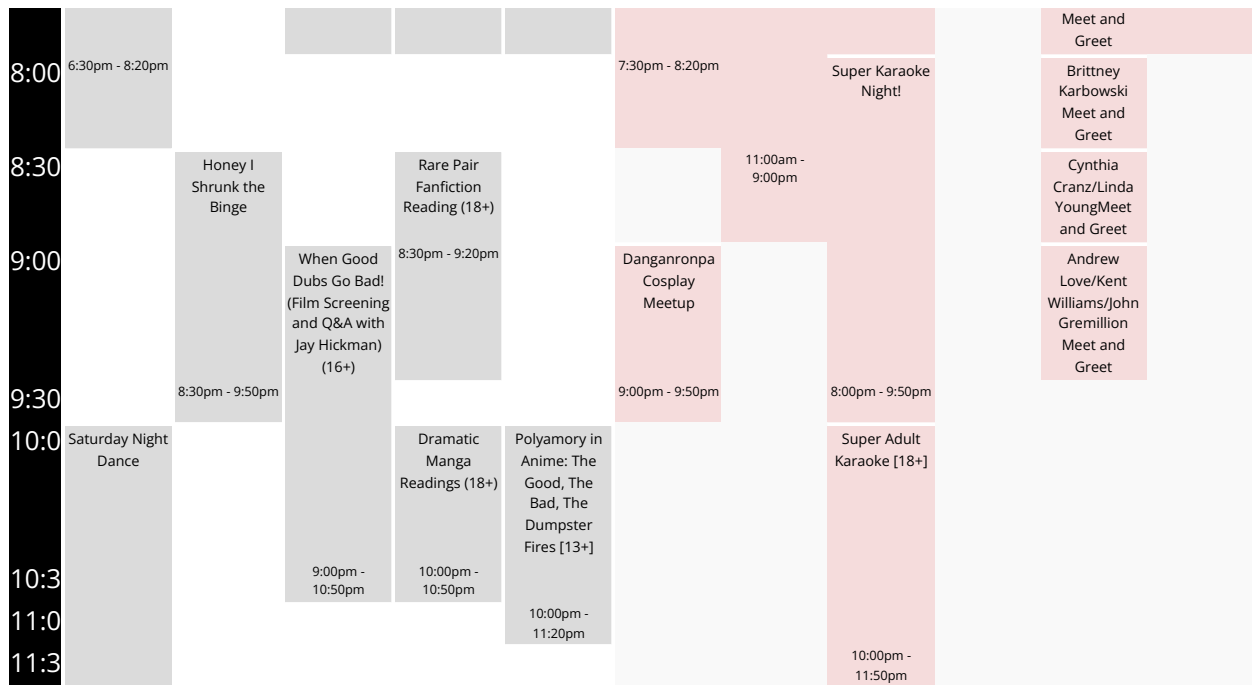 Meet and
Greet
8:00
6:30pm - 8:20pm
7:30pm - 8:20pm
Super Karaoke
Night!
Brittney
Karbowski
Meet and
Greet
8:30
Honey I
Shrunk the
Binge
8:30pm - 9:50pm
Rare Pair
Fanfiction
Reading (18+)
8:30pm - 9:20pm
11:00am -
9:00pm
Cynthia
Cranz/Linda
YoungMeet
and Greet
9:00
When Good
Dubs Go Bad!
(Film Screening
and Q&A with
Jay Hickman)
(16+)
9:00pm -
10:50pm
Danganronpa
Cosplay
Meetup
9:00pm - 9:50pm
8:00pm - 9:50pm
Andrew
Love/Kent
Williams/John
Gremillion
Meet and
Greet
9:30
10:0
Saturday Night
Dance
Dramatic
Manga
Readings (18+)
10:00pm -
10:50pm
Polyamory in
Anime: The
Good, The
Bad, The
Dumpster
Fires [13+]
10:00pm -
11:20pm
Super Adult
Karaoke [18+]
10:00pm -
11:50pm
10:3
11:0
11:3